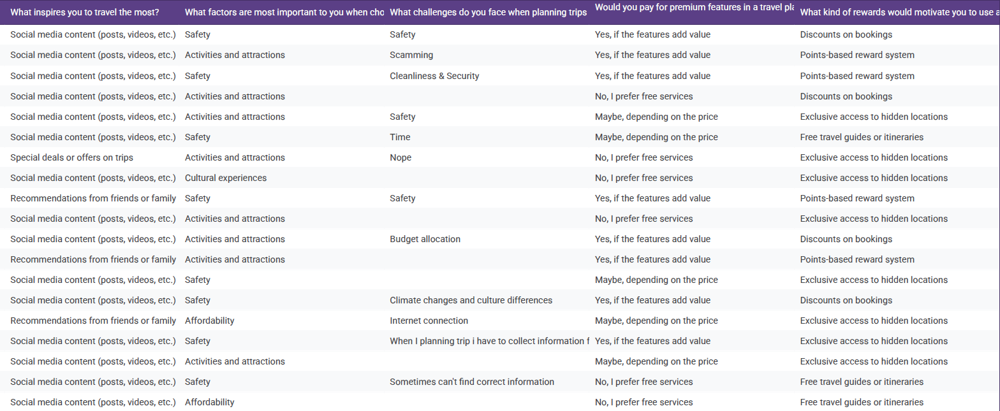 What inspires you to travel the most? What factors are most important to you when cho What challenges do you face when planning trips Would you pay for premium features in a travel pla What kind of rewards would motivate you to use a
Social media content (posts, videos, etc.) Safety Safety Yes, if the features add value Discounts on bookings
Social media content (posts, videos, etc.) Activities and attractions Scamming Yes, if the features add value Points-based reward system
Social media content (posts, videos, etc.) Safety Cleanliness & Security Yes, if the features add value Points-based reward system
Social media content (posts, videos, etc.) Activities and attractions No, I prefer free services Discounts on bookings
Social media content (posts, videos, etc.) Activities and attractions Safety Maybe, depending on the price Exclusive access to hidden locations
Social media content (posts, videos, etc.) Safety Time Maybe, depending on the price Free travel guides or itineraries
Special deals or offers on trips Activities and attractions Nope No, I prefer free services Exclusive access to hidden locations
Social media content (posts, videos, etc.) Cultural experiences No, I prefer free services Exclusive access to hidden locations
Recommendations from friends or family Safety Safety Yes, if the features add value Points-based reward system
Social media content (posts, videos, etc.) Activities and attractions No, I prefer free services Exclusive access to hidden locations
Social media content (posts, videos, etc.) Activities and attractions Budget allocation Yes, if the features add value Discounts on bookings
Recommendations from friends or family Activities and attractions Yes, if the features add value Points-based reward system
Social media content (posts, videos, etc.) Safety Maybe, depending on the price Exclusive access to hidden locations
Social media content (posts, videos, etc.) Safety Climate changes and culture differences Yes, if the features add value Discounts on bookings
Recommendations from friends or family Affordability Internet connection Maybe, depending on the price Exclusive access to hidden locations
Social media content (posts, videos, etc.) Safety When I planning trip i have to collect information f Yes, if the features add value Exclusive access to hidden locations
Social media content (posts, videos, etc.) Activities and attractions Maybe, depending on the price Exclusive access to hidden locations
Social media content (posts, videos, etc.) Safety Sometimes can't find correct information No, I prefer free services Free travel guides or itineraries
Social media content (posts, videos, etc.) Affordability No, I prefer free services Free travel guides or itineraries